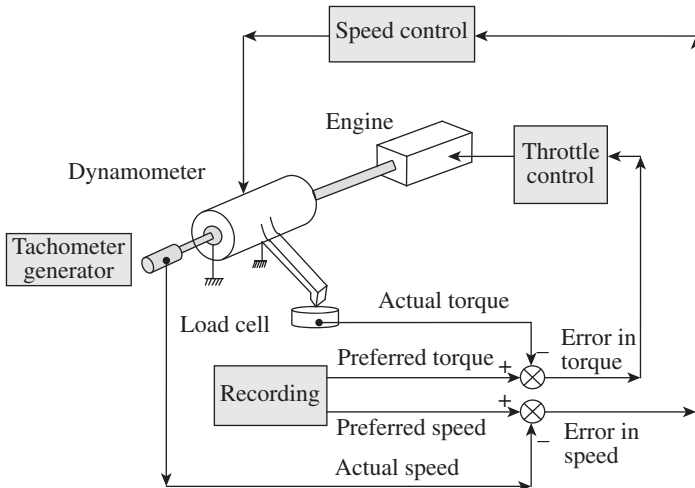 Speed control
Engine
Throttle
control
Dynamometer
Tachometer
generator
Load cell
Actual torque
−
Error in
torque
Preferred torque
+
Recording
+
Preferred speed
−
Error in
speed
Actual speed